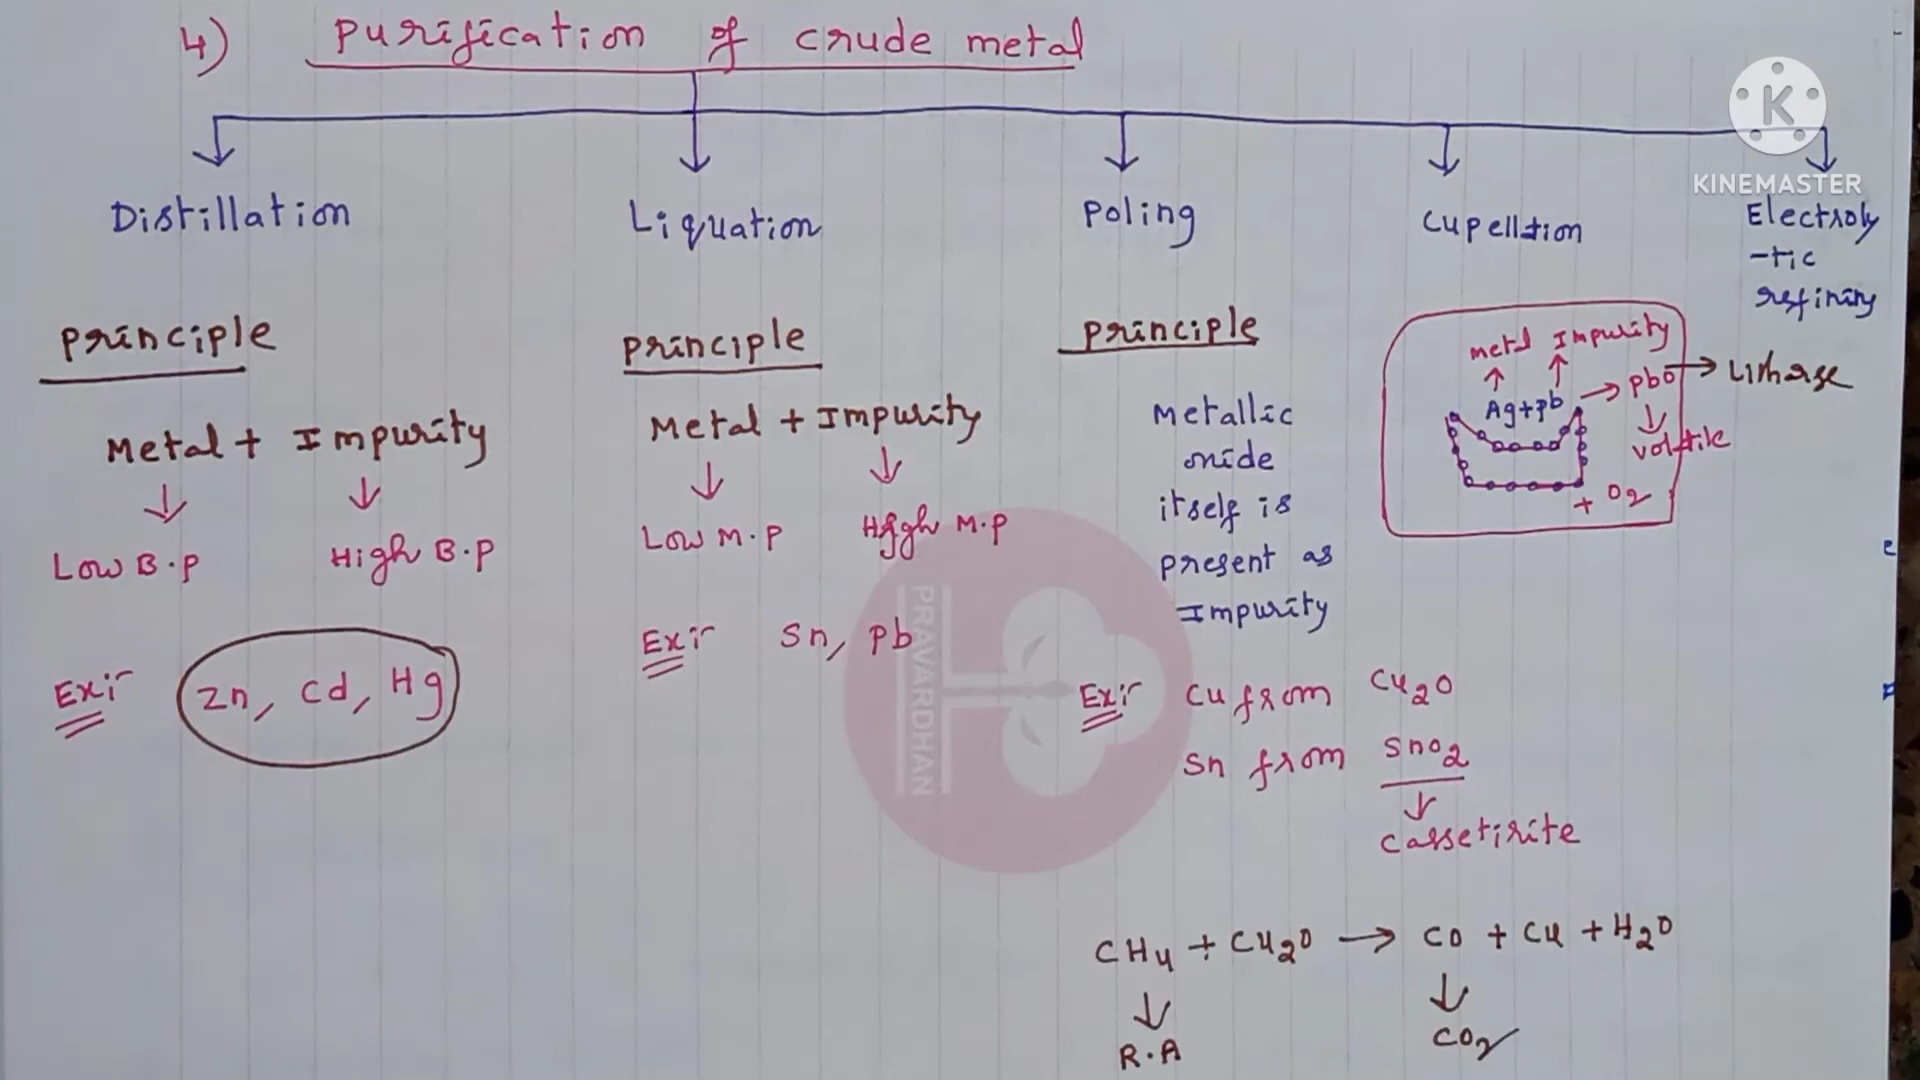 4) Purification of crude metal
KINEMASTER
Distillation
Liquation
Poling
Cupellation
Electroly
-tic
refining
Principle
Metal + Impurity
Low B.P
High B.P
Ex:-
Zn, Cd, Hg
Principle
Metal + Impurity
Low M.P
High M.P
Ex:-
Sn, Pb
Principle
Metallic
oxide
itself is
present as
Impurity
Ex:-
Cu from Cu2O
Sn from SnO2
cassetirite
CH4 + Cu2O → CO + Cu + H2O
R.A
CO2
metal Impurity
Ag+Pb → PbO → Litharge
volatile
+ O2
PRAVARDHAN